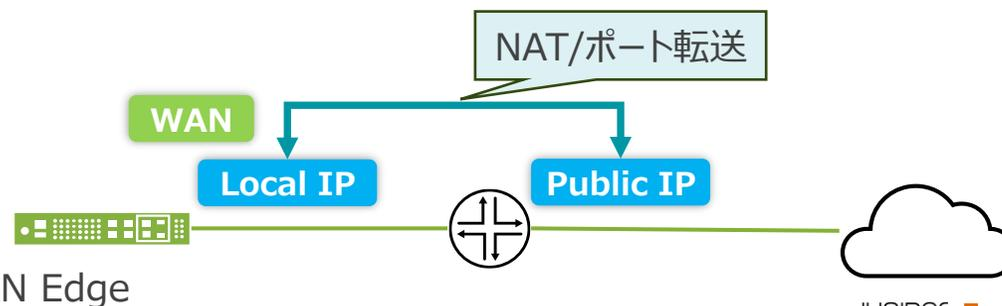 NAT/ポート転送
WAN
Local IP
Public IP
N Edge